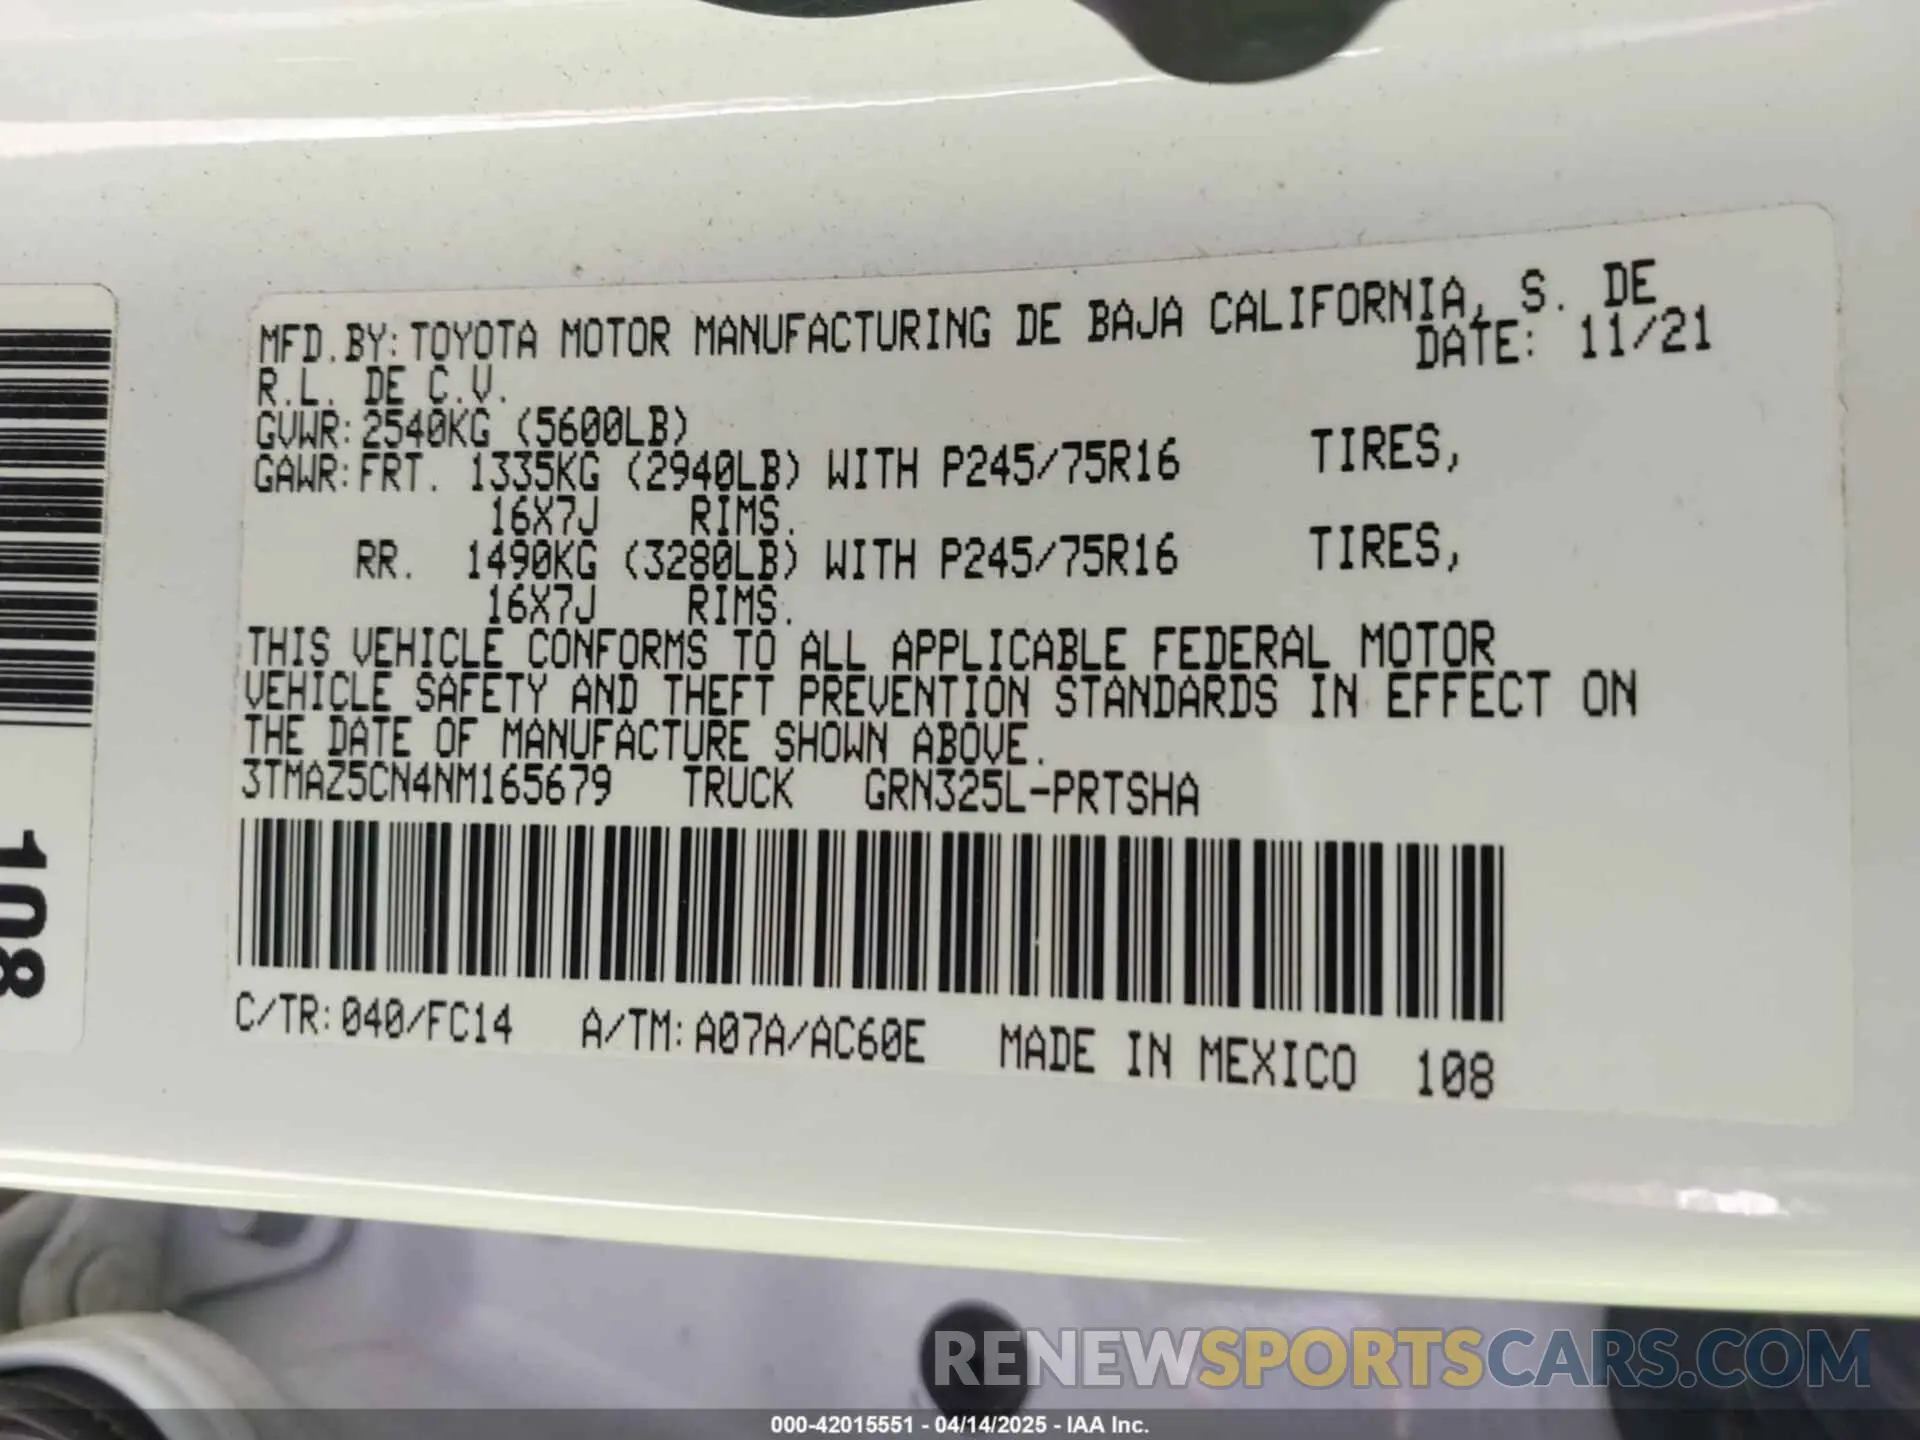 MFD.BY:TOYOTA MOTOR MANUFACTURING DE BAJA CALIFORNIA, S. DE
R.L. DE C.V. DATE: 11/21
GVWR:2540KG (5600LB)
GAWR:FRT. 1335KG (2940LB) WITH P245/75R16 TIRES,
16X7J RIMS.
RR. 1490KG (3280LB) WITH P245/75R16 TIRES,
16X7J RIMS.
THIS VEHICLE CONFORMS TO ALL APPLICABLE FEDERAL MOTOR
VEHICLE SAFETY AND THEFT PREVENTION STANDARDS IN EFFECT ON
THE DATE OF MANUFACTURE SHOWN ABOVE.
3TMAZ5CN4NM165679 TRUCK GRN325L-PRTSHA
C/TR:040/FC14 A/TM:A07A/AC60E MADE IN MEXICO 108
108
RENEWSPORTSCARS.COM
000-42015551 - 04/14/2025 - IAA Inc.